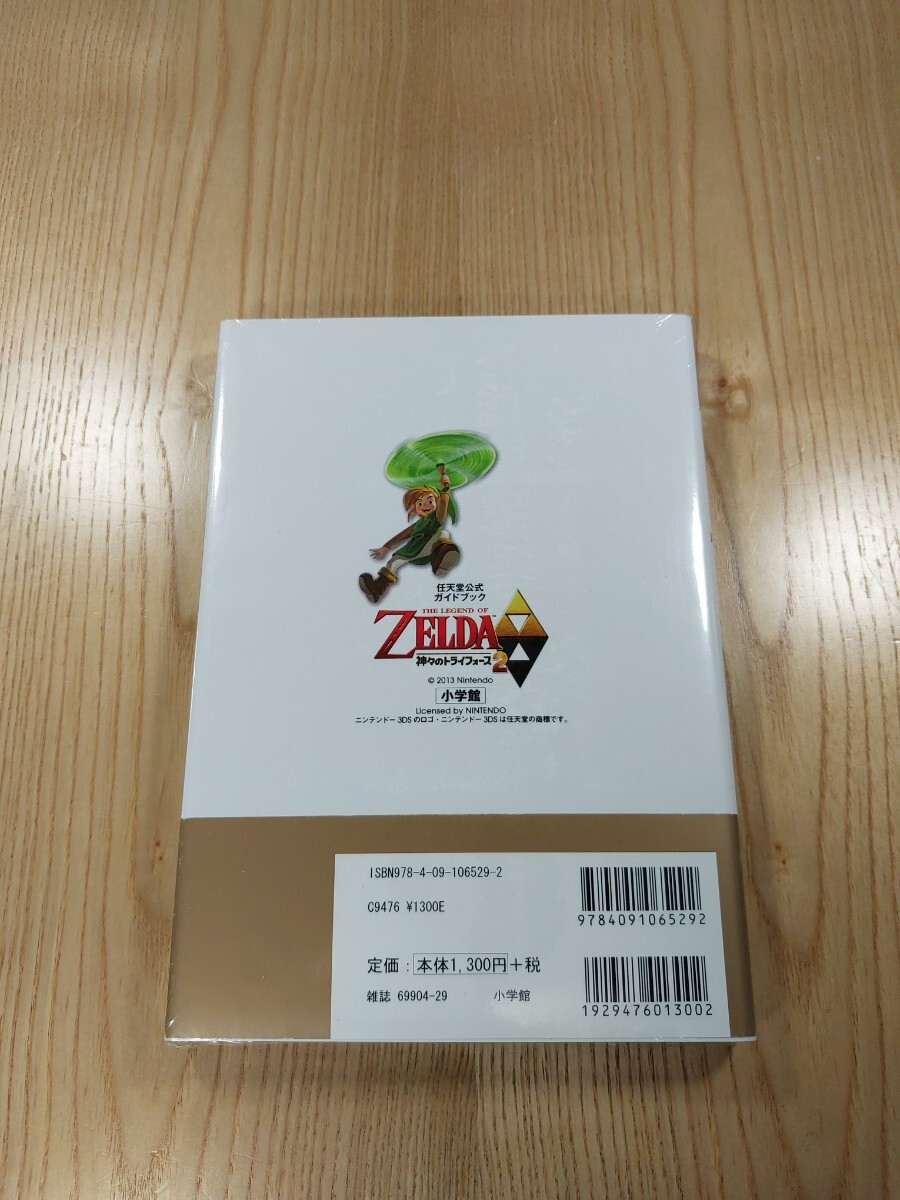 任天堂公式
ガイドブック
THE LEGEND OF
ZELDA™
神々のトライフォース2
© 2013 Nintendo
小学館
Licensed by NINTENDO
ニンテンドー3DSのロゴ・ニンテンドー3DSは任天堂の商標です。
ISBN978-4-09-106529-2
C9476 ¥1300E
9784091065292
定価：本体1,300円+税
雑誌 69904-29 小学館
1929476013002